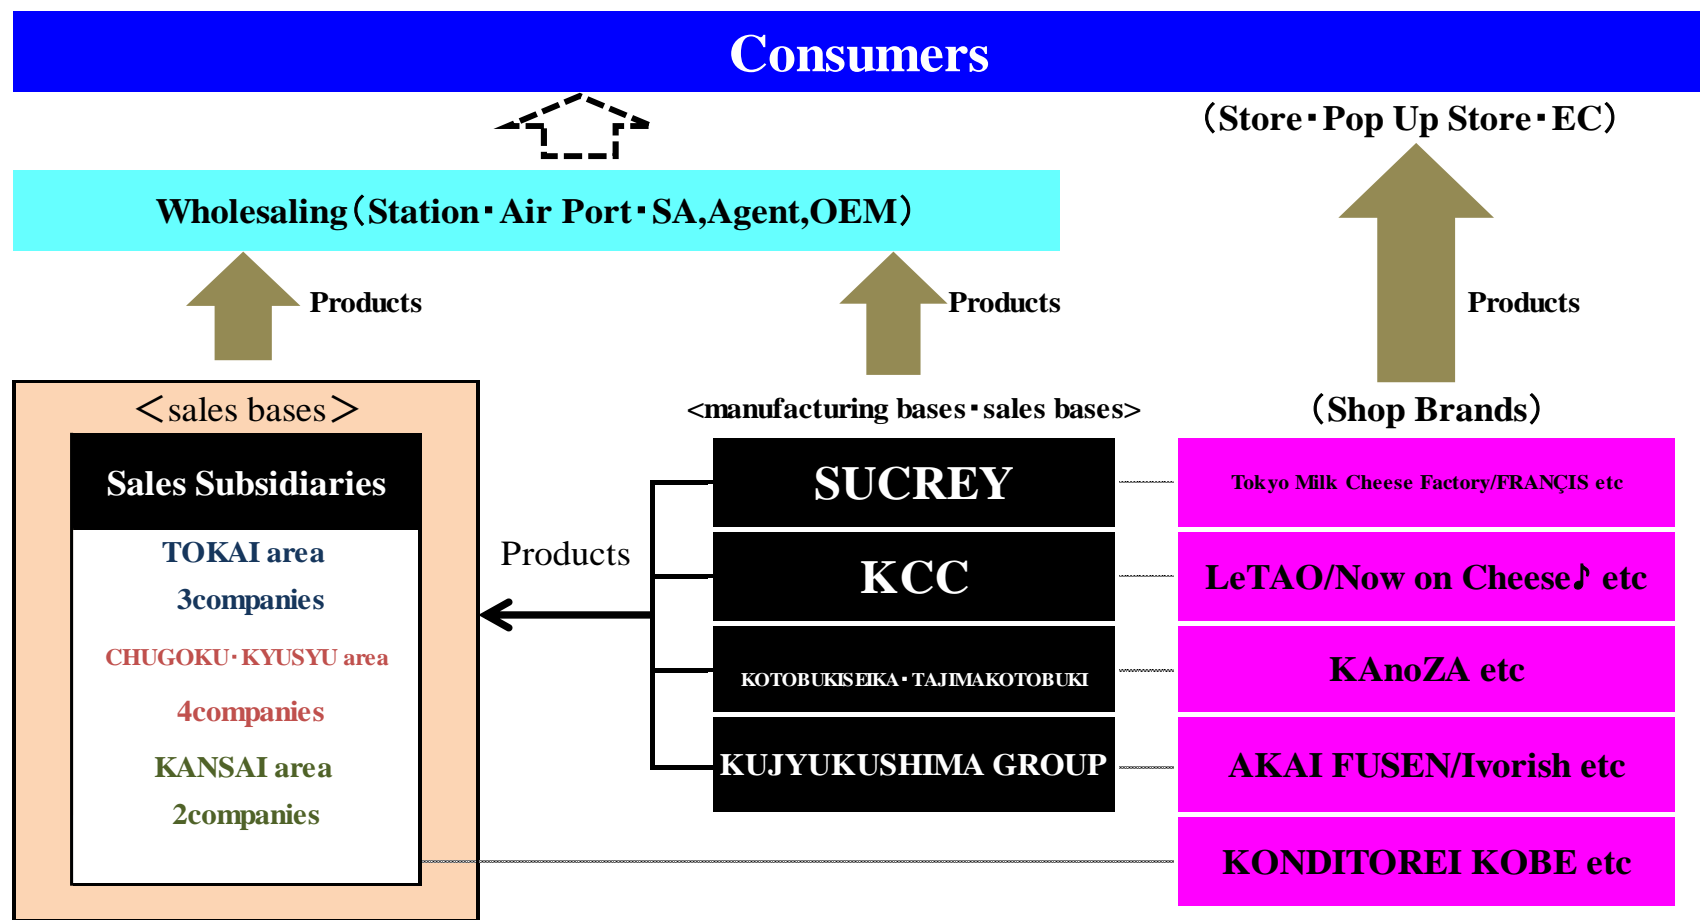 Consumers
（Store・Pop Up Store・EC）
Wholesaling（Station・Air Port・SA,Agent,OEM）
Products
Products
Products
＜sales bases＞
<manufacturing bases・sales bases>
（Shop Brands）
Sales Subsidiaries
TOKAI area
3companies
CHUGOKU・KYUSYU area
4companies
KANSAI area
2companies
Products
SUCREY
KCC
KOTOBUKISEIKA・TAJIMAKOTOBUKI
KUJYUKUSHIMA GROUP
Tokyo Milk Cheese Factory/FRANÇIS etc
LeTAO/Now on Cheese♪ etc
KAnoZA etc
AKAI FUSEN/Ivorish etc
KONDITOREI KOBE etc